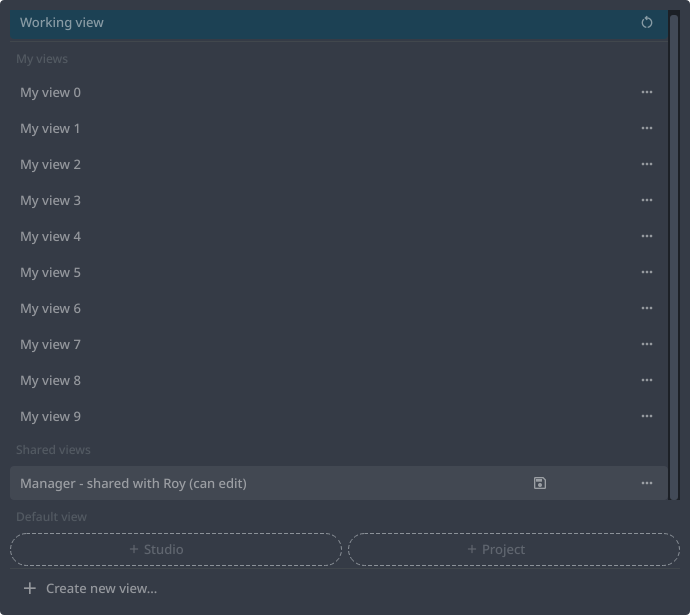 Working view
My views
My view 0
My view 1
My view 2
My view 3
My view 4
My view 5
My view 6
My view 7
My view 8
My view 9
Shared views
Manager - shared with Roy (can edit)
Default view
+ Studio
+ Project
+ Create new view...